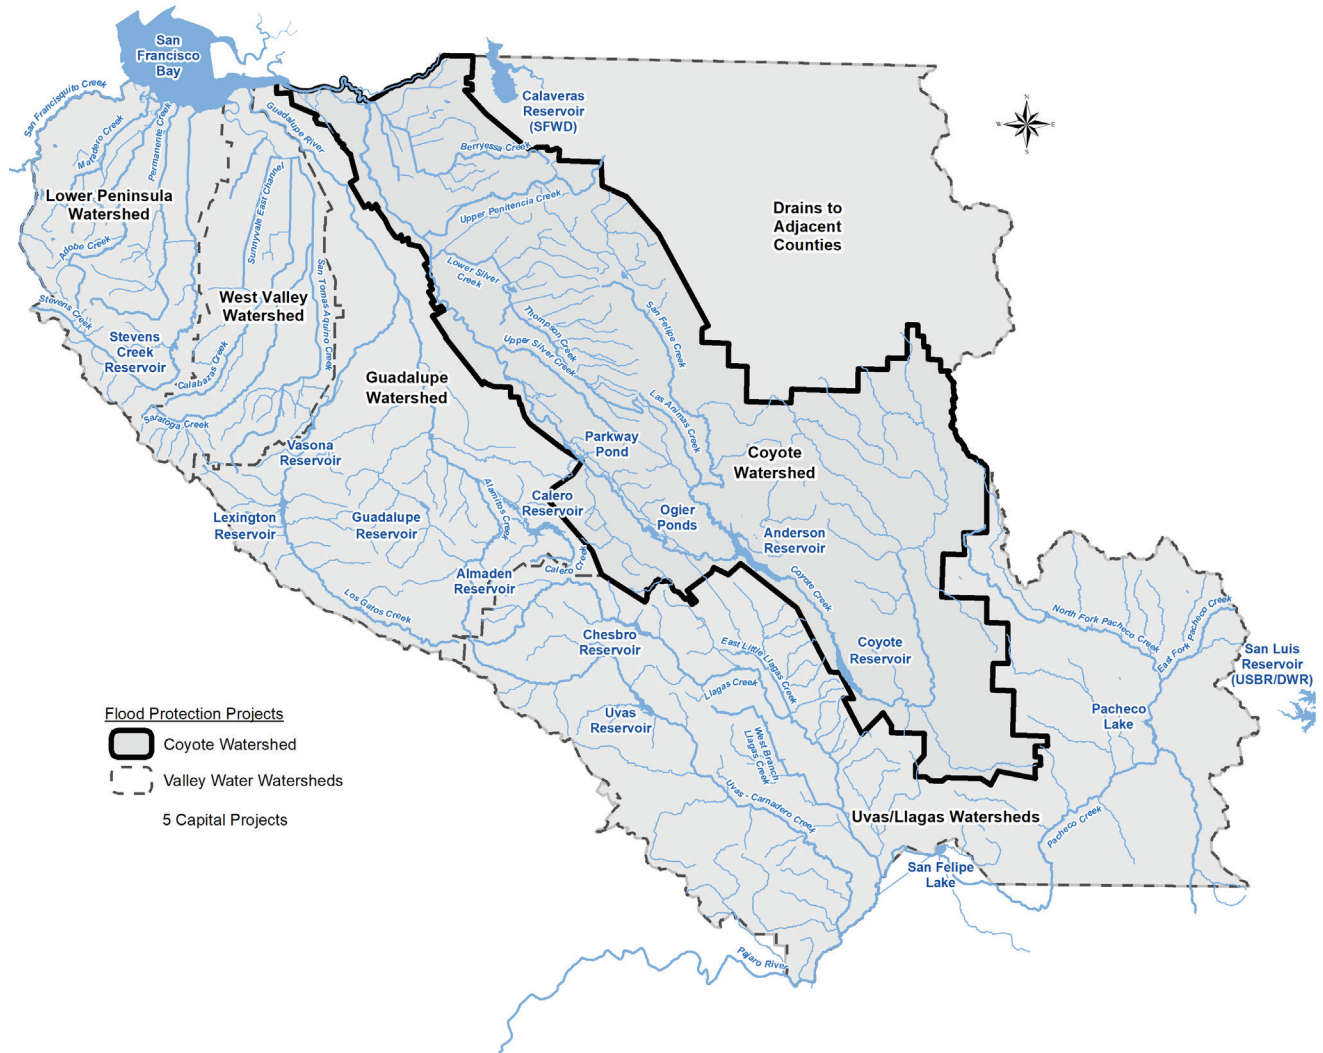 San
Francisco
Bay
San Francisquito Creek
Matadero Creek
Permanente Creek
Lower Peninsula
Watershed
Adobe Creek
Stevens Creek
Stevens
Creek
Reservoir
Guadalupe River
Sunnyvale East Channel
West Valley
Watershed
San Tomas Aquino Creek
Calabazas Creek
Saratoga Creek
Calaveras
Reservoir
(SFWD)
Berryessa Creek
Upper Penitencia Creek
Drains to
Adjacent
Counties
N
W
E
S
Lower Silver
Creek
Thompson Creek
Upper Silver Creek
San Felipe Creek
Las Animas Creek
Guadalupe
Watershed
Vasona
Reservoir
Parkway
Pond
Coyote
Watershed
Lexington
Reservoir
Guadalupe
Reservoir
Alamitos Creek
Calero
Reservoir
Ogier
Ponds
Anderson
Reservoir
Almaden
Reservoir
Calero Creek
Coyote Creek
Los Gatos Creek
Chesbro
Reservoir
East Little Llagas Creek
Coyote
Reservoir
North Fork Pacheco Creek
East Fork Pacheco Creek
San Luis
Reservoir
(USBR/DWR)
Llagas Creek
Uvas
Reservoir
West Branch
Llagas Creek
Pacheco
Lake
Uvas - Carnadero Creek
Uvas/Llagas Watersheds
Pacheco Creek
San Felipe
Lake
Pajaro River
Flood Protection Projects
Coyote Watershed
Valley Water Watersheds
5 Capital Projects